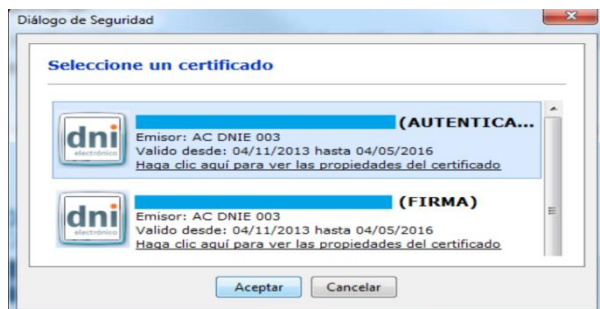 Diálogo de Seguridad
Seleccione un certificado
(AUTENTICA...
dni
electrónico
Emisor: AC DNIE 003
Valido desde: 04/11/2013 hasta 04/05/2016
Haga clic aquí para ver las propiedades del certificado
(FIRMA)
dni
electrónico
Emisor: AC DNIE 003
Valido desde: 04/11/2013 hasta 04/05/2016
Haga clic aquí para ver las propiedades del certificado
Aceptar Cancelar